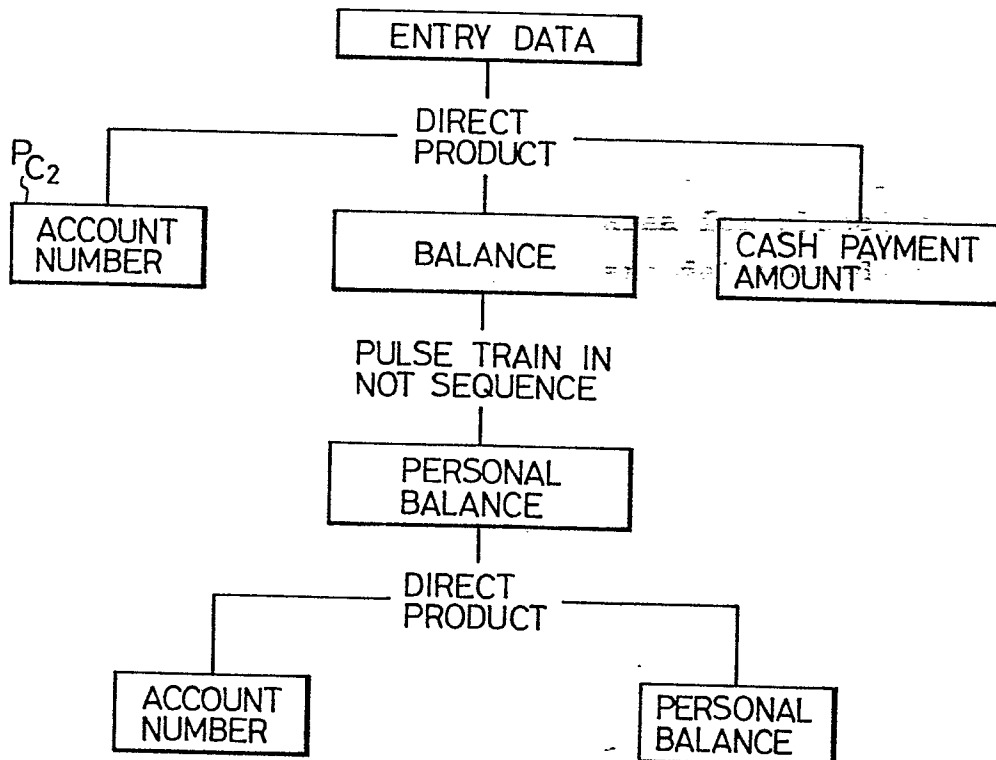 ENTRY DATA
DIRECT
PRODUCT
PC2
ACCOUNT
NUMBER
BALANCE
CASH PAYMENT
AMOUNT
PULSE TRAIN IN
NOT SEQUENCE
PERSONAL
BALANCE
DIRECT
PRODUCT
ACCOUNT
NUMBER
PERSONAL
BALANCE